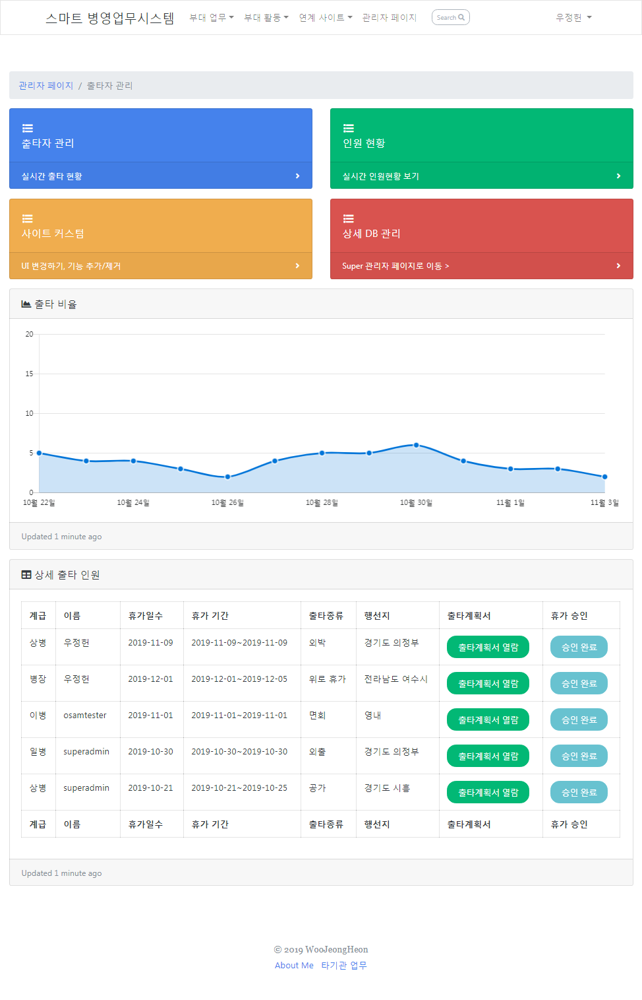 스마트 병영업무시스템 부대 업무 부대 활동 연계 사이트 관리자 페이지 Search 우정헌
관리자 페이지 / 출타자 관리
출타자 관리
실시간 출타 현황
인원 현황
실시간 인원현황 보기
사이트 커스텀
UI 변경하기, 기능 추가/제거
상세 DB 관리
Super 관리자 페이지로 이동 >
출타 비율
20
15
10
5
0
10월 22일 10월 24일 10월 26일 10월 28일 10월 30일 11월 1일 11월 3일
Updated 1 minute ago
상세 출타 인원
계급 이름 휴가일수 휴가 기간 출타종류 행선지 출타계획서 휴가 승인
상병 우정헌 2019-11-09 2019-11-09~2019-11-09 외박 경기도 의정부 출타계획서 열람 승인 완료
병장 우정헌 2019-12-01 2019-12-01~2019-12-05 위로 휴가 전라남도 여수시 출타계획서 열람 승인 완료
이병 osamtester 2019-11-01 2019-11-01~2019-11-01 면회 영내 출타계획서 열람 승인 완료
일병 superadmin 2019-10-30 2019-10-30~2019-10-30 외출 경기도 의정부 출타계획서 열람 승인 완료
상병 superadmin 2019-10-21 2019-10-21~2019-10-25 공가 경기도 시흥 출타계획서 열람 승인 완료
계급 이름 휴가일수 휴가 기간 출타종류 행선지 출타계획서 휴가 승인
Updated 1 minute ago
© 2019 WooJeongHeon
About Me 타기관 업무